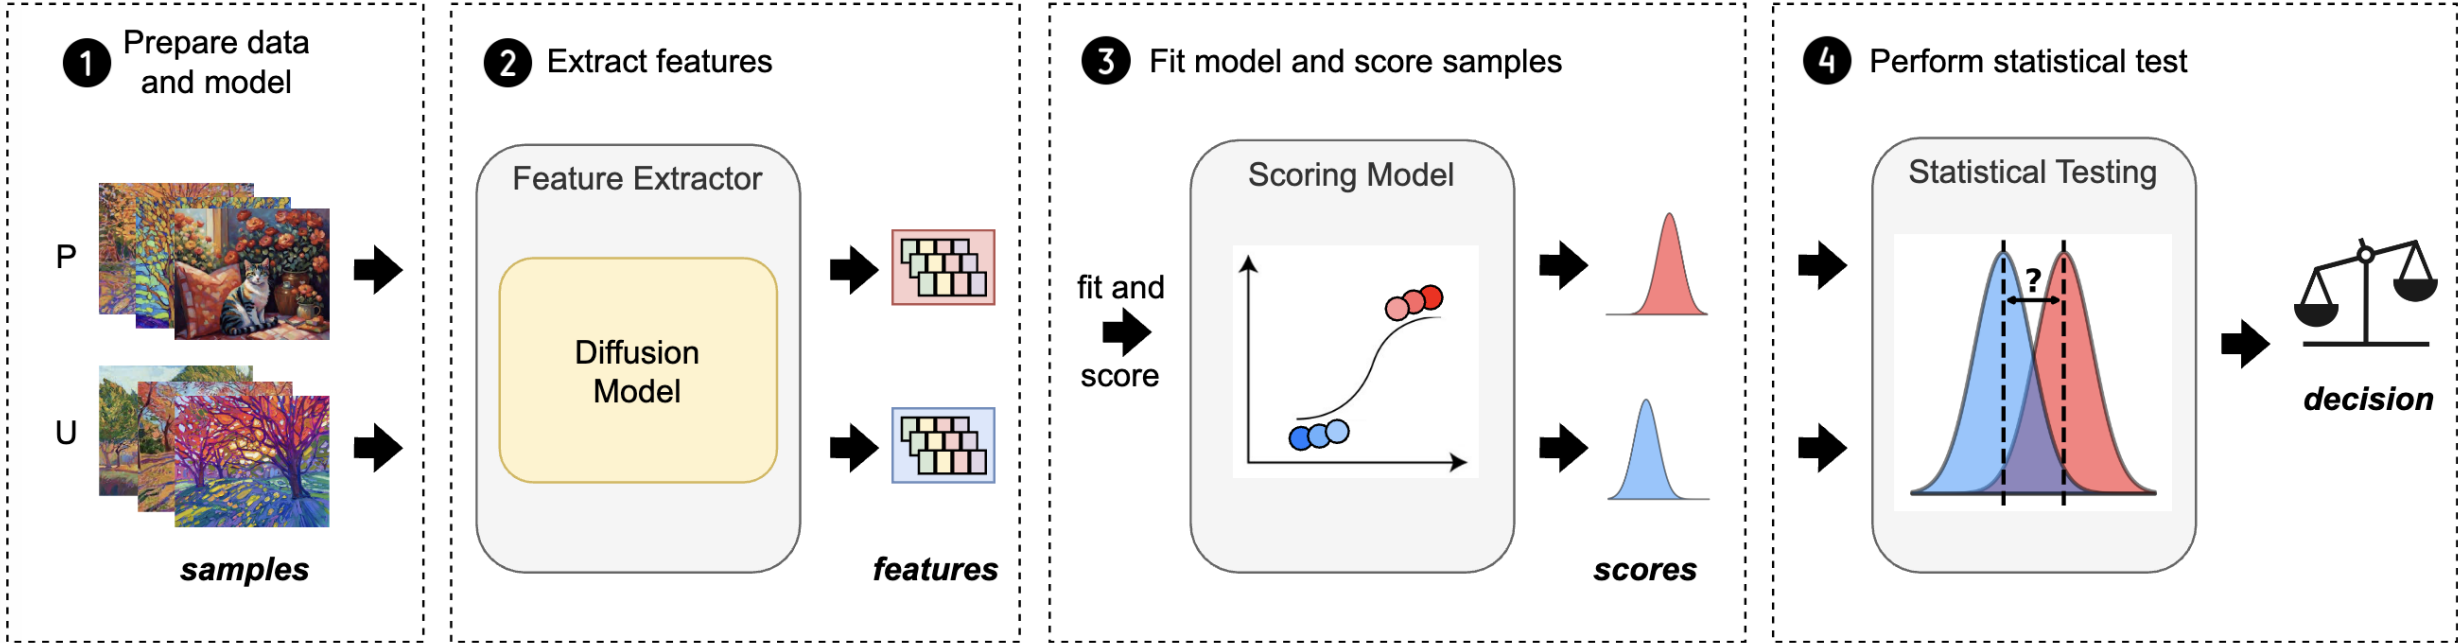 1 Prepare data
and model
P
U
samples
2 Extract features
Feature Extractor
Diffusion
Model
features
3 Fit model and score samples
fit and
score
Scoring Model
scores
4 Perform statistical test
Statistical Testing
?
decision